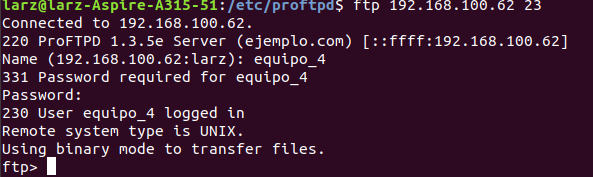 larz@larz-Aspire-A315-51:/etc/proftpd$ ftp 192.168.100.62 23
Connected to 192.168.100.62.
220 ProFTPD 1.3.5e Server (ejemplo.com) [::ffff:192.168.100.62]
Name (192.168.100.62:larz): equipo_4
331 Password required for equipo_4
Password:
230 User equipo_4 logged in
Remote system type is UNIX.
Using binary mode to transfer files.
ftp>